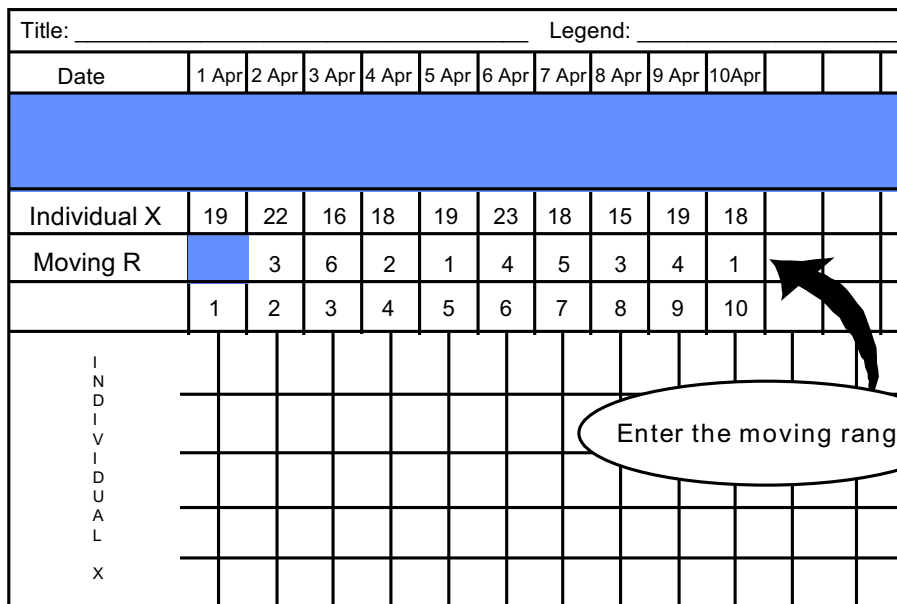 Title: ______________________________________ Legend: ______________________
Date 1 Apr 2 Apr 3 Apr 4 Apr 5 Apr 6 Apr 7 Apr 8 Apr 9 Apr 10Apr
Individual X 19 22 16 18 19 23 18 15 19 18
Moving R 3 6 2 1 4 5 3 4 1
1 2 3 4 5 6 7 8 9 10
INDIVIDUAL X
Enter the moving rang